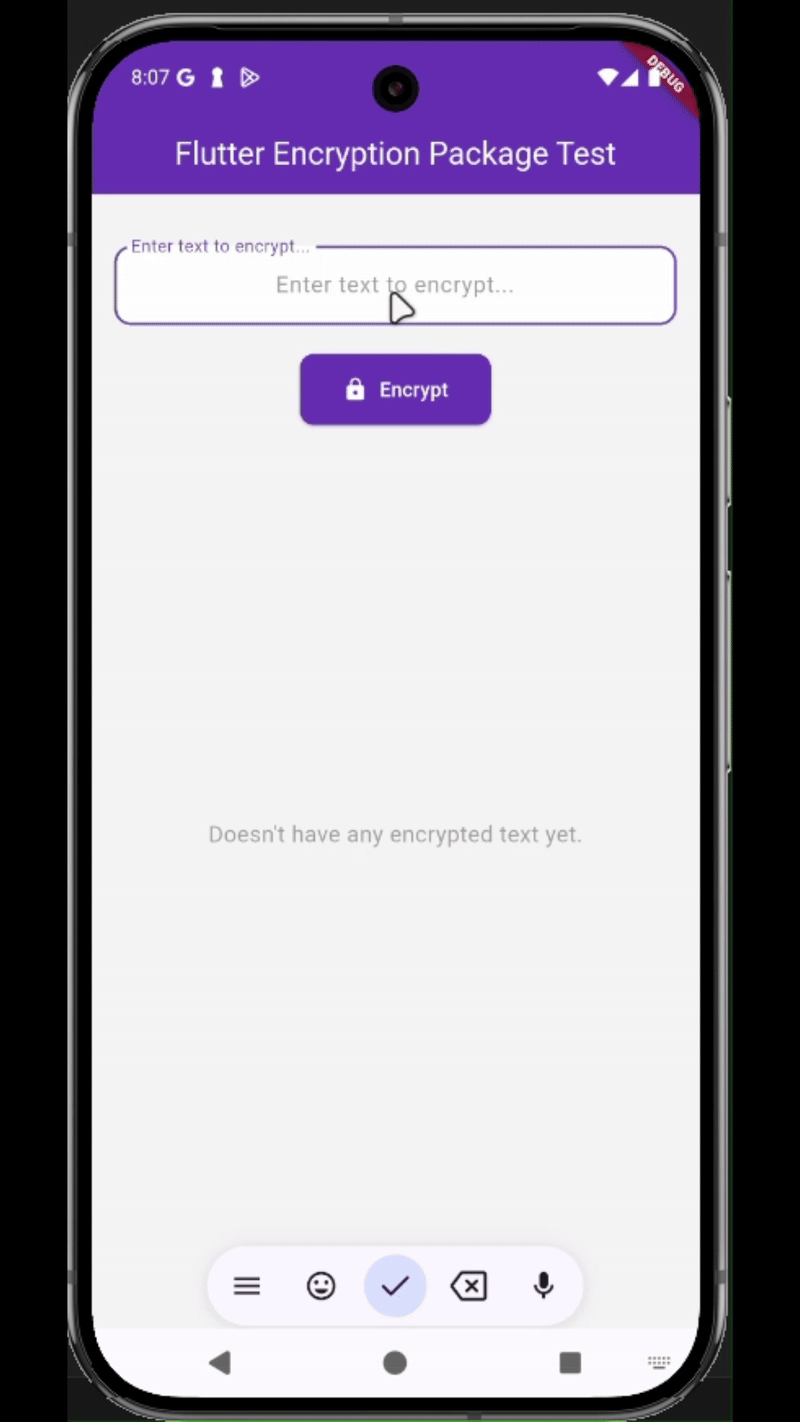 8:07
DEBUG
Flutter Encryption Package Test
Enter text to encrypt...
Enter text to encrypt...
Encrypt
Doesn't have any encrypted text yet.